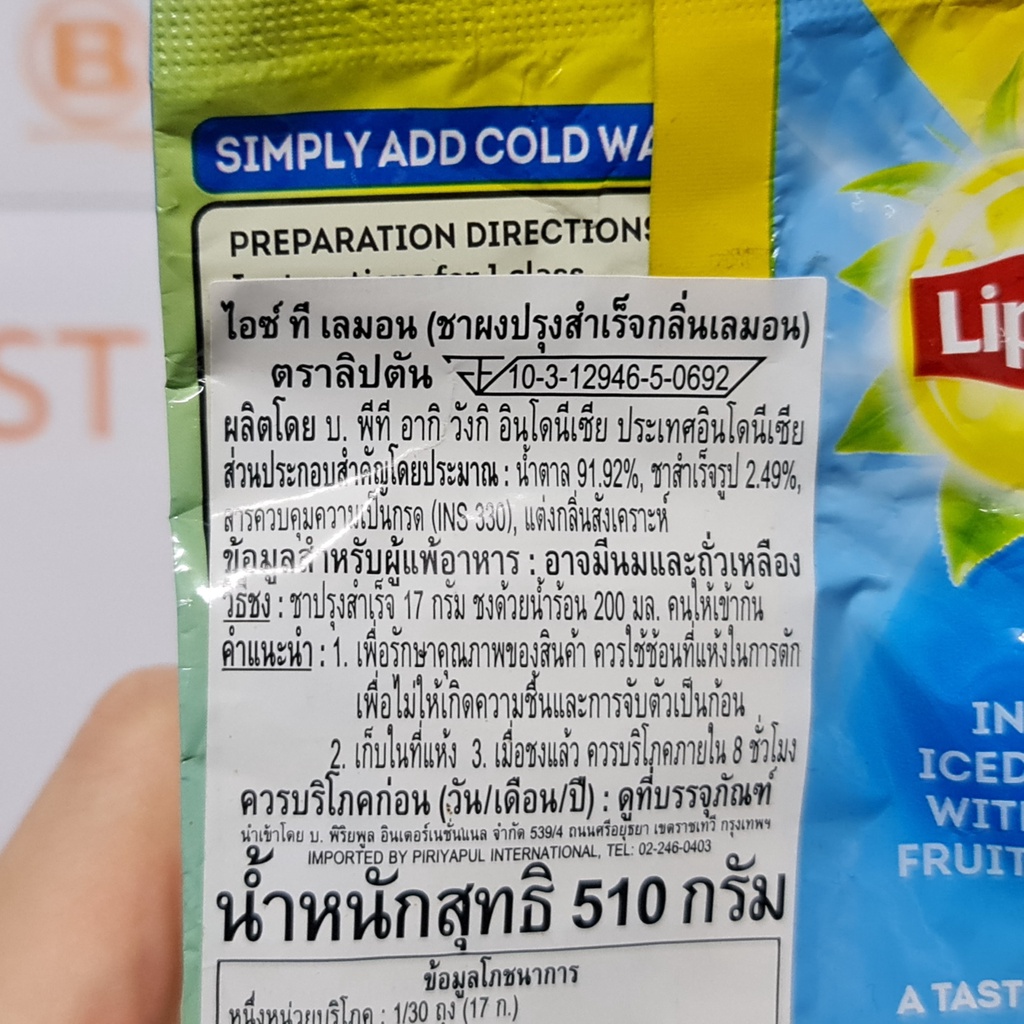 B
ST
SIMPLY ADD COLD WA
PREPARATION DIRECTIONS
ไอซ์ ที เลมอน (ชาผงปรุงสำเร็จกลิ่นเลมอน)
ตราลิปตัน 10-3-12946-5-0692
ผลิตโดย บ. พีที อากิ วังกิ อินโดนีเซีย ประเทศอินโดนีเซีย
ส่วนประกอบสำคัญโดยประมาณ : น้ำตาล 91.92%, ชาสำเร็จรูป 2.49%,
สารควบคุมความเป็นกรด (INS 330), แต่งกลิ่นสังเคราะห์
ข้อมูลสำหรับผู้แพ้อาหาร : อาจมีนมและถั่วเหลือง
วิธีชง : ชาปรุงสำเร็จ 17 กรัม ชงด้วยน้ำร้อน 200 มล. คนให้เข้ากัน
คำแนะนำ : 1. เพื่อรักษาคุณภาพของสินค้า ควรใช้ช้อนที่แห้งในการตัก
เพื่อไม่ให้เกิดความชื้นและการจับตัวเป็นก้อน
2. เก็บในที่แห้ง 3. เมื่อชงแล้ว ควรบริโภคภายใน 8 ชั่วโมง
ควรบริโภคก่อน (วัน/เดือน/ปี) : ดูที่บรรจุภัณฑ์
นำเข้าโดย บ. พิริยพูล อินเตอร์เนชั่นแนล จำกัด 539/4 ถนนศรีอยุธยา เขตราชเทวี กรุงเทพฯ
IMPORTED BY PIRIYAPUL INTERNATIONAL, TEL: 02-246-0403
น้ำหนักสุทธิ 510 กรัม
ข้อมูลโภชนาการ
หนึ่งหน่วยบริโภค : 1/30 ถุง (17 ก.)
Lip
IN
ICED
WITH
FRUIT
A TAST